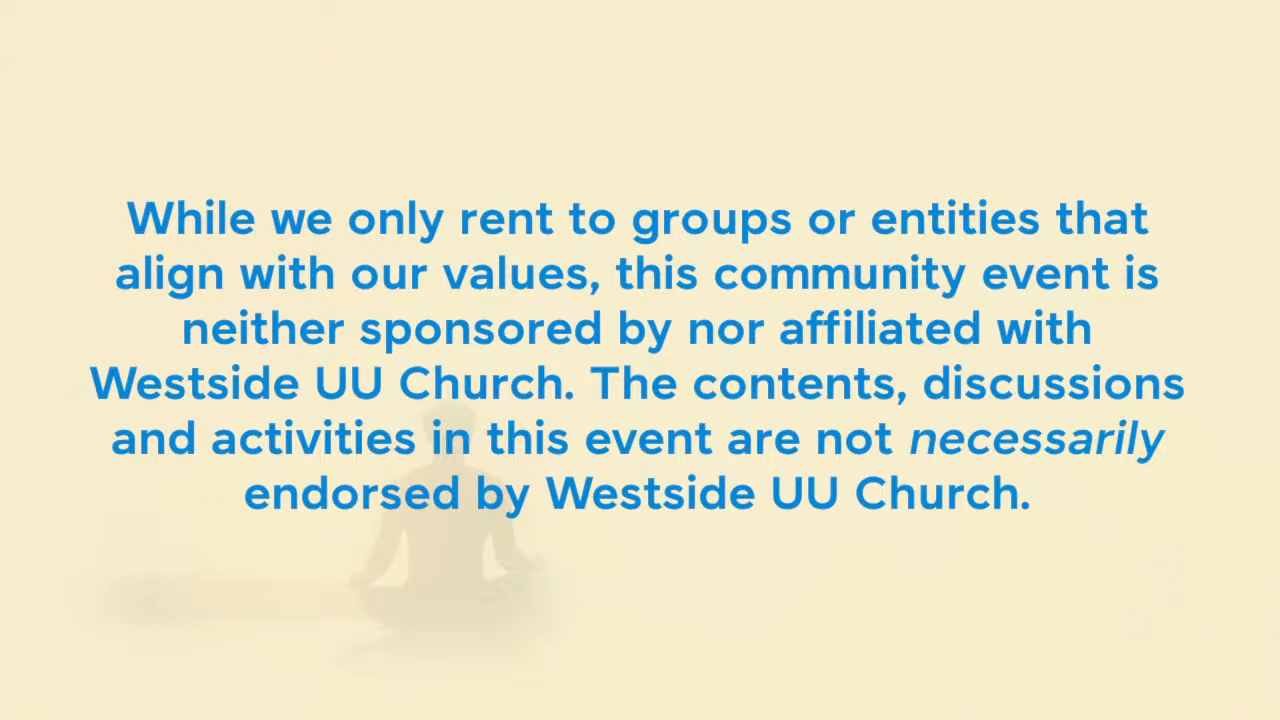 While we only rent to groups or entities that
align with our values, this community event is
neither sponsored by nor affiliated with
Westside UU Church. The contents, discussions
and activities in this event are not necessarily
endorsed by Westside UU Church.